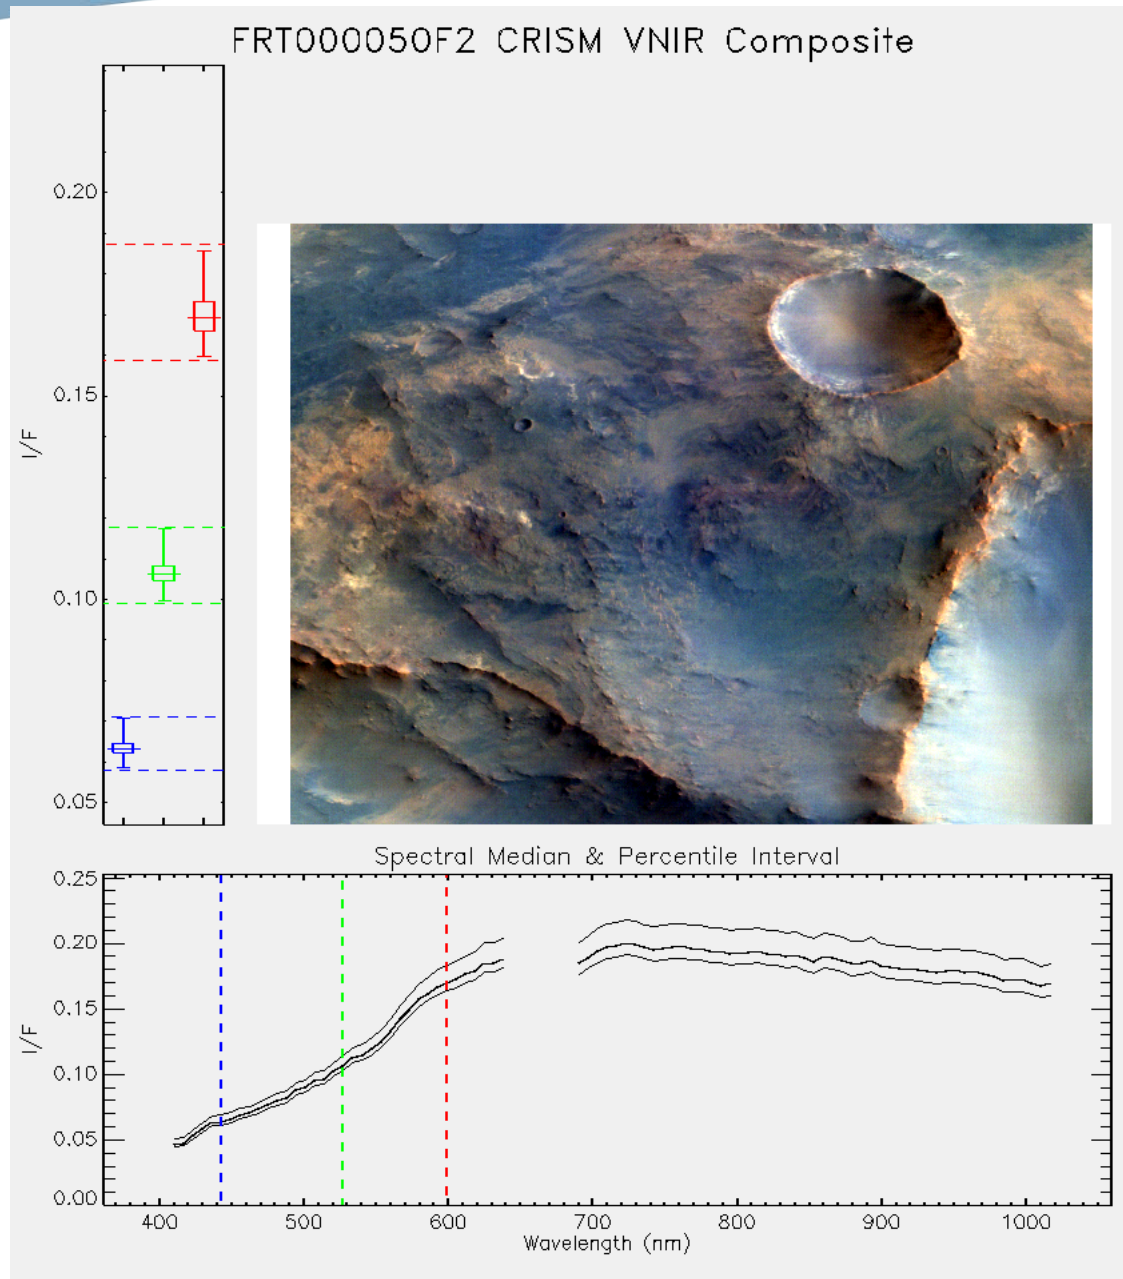 FRT000050F2 CRISM VNIR Composite
0.20
0.15
0.10
0.05
I/F
Spectral Median & Percentile Interval
0.25
0.20
0.15
0.10
0.05
0.00
I/F
400 500 600 700 800 900 1000
Wavelength (nm)